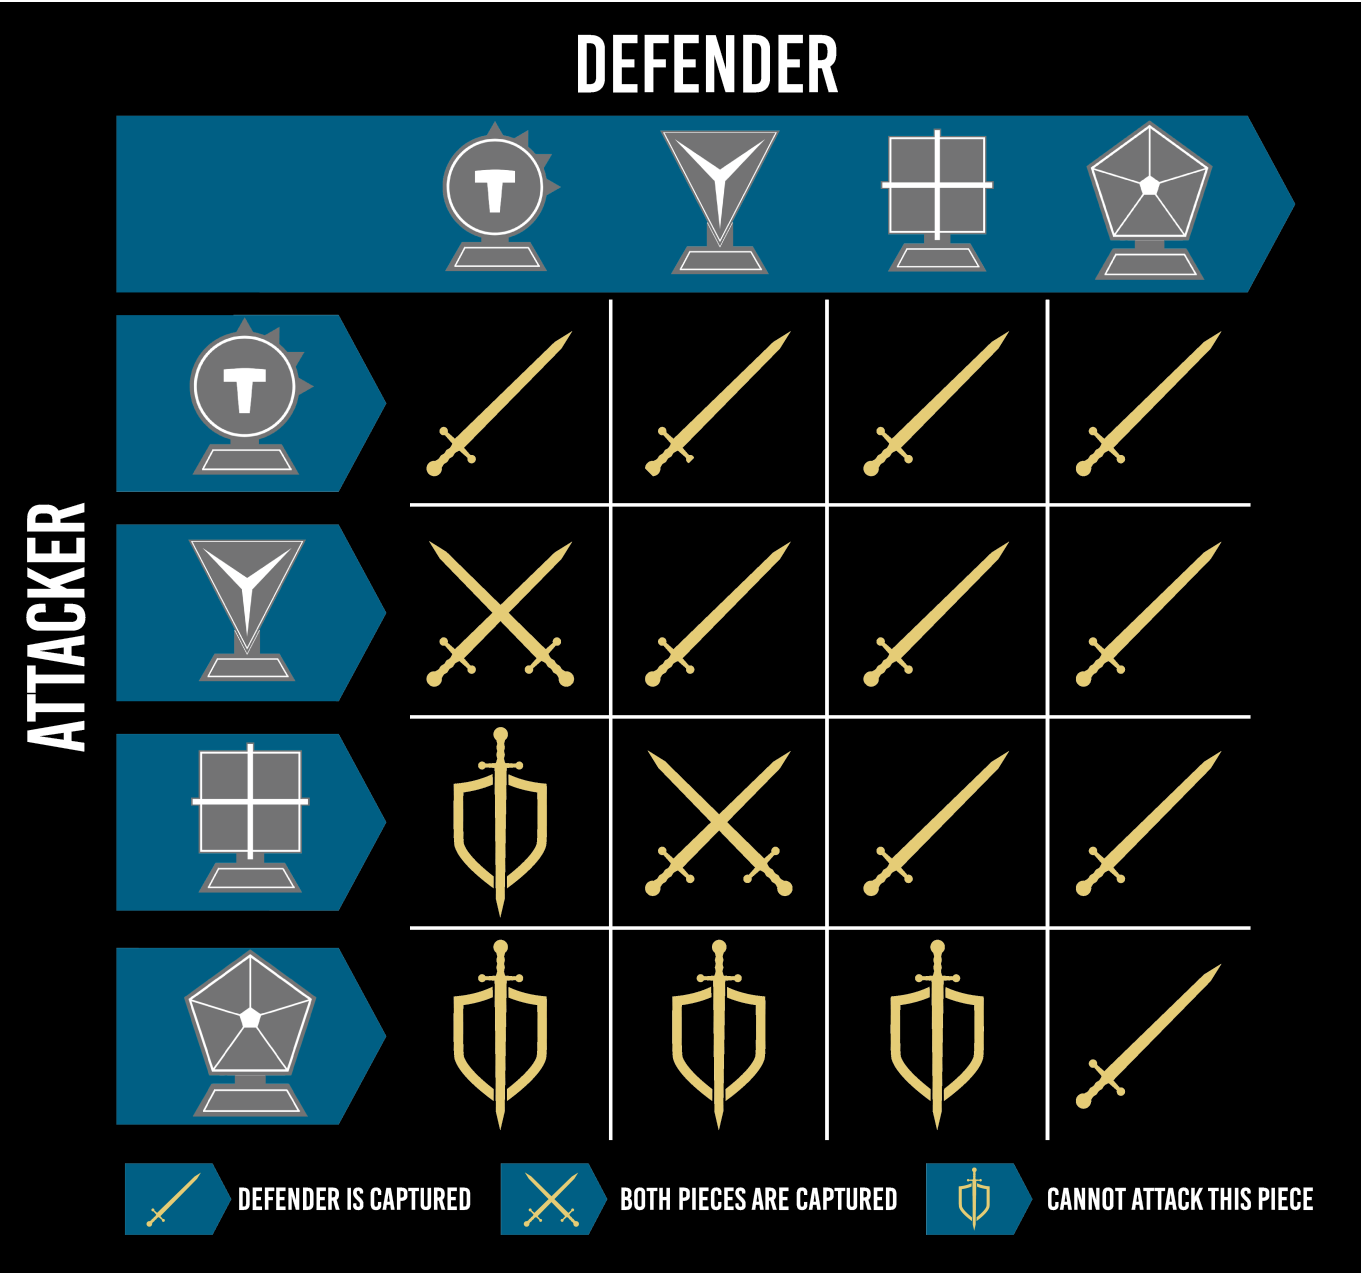 DEFENDER
ATTACKER
DEFENDER IS CAPTURED
BOTH PIECES ARE CAPTURED
CANNOT ATTACK THIS PIECE